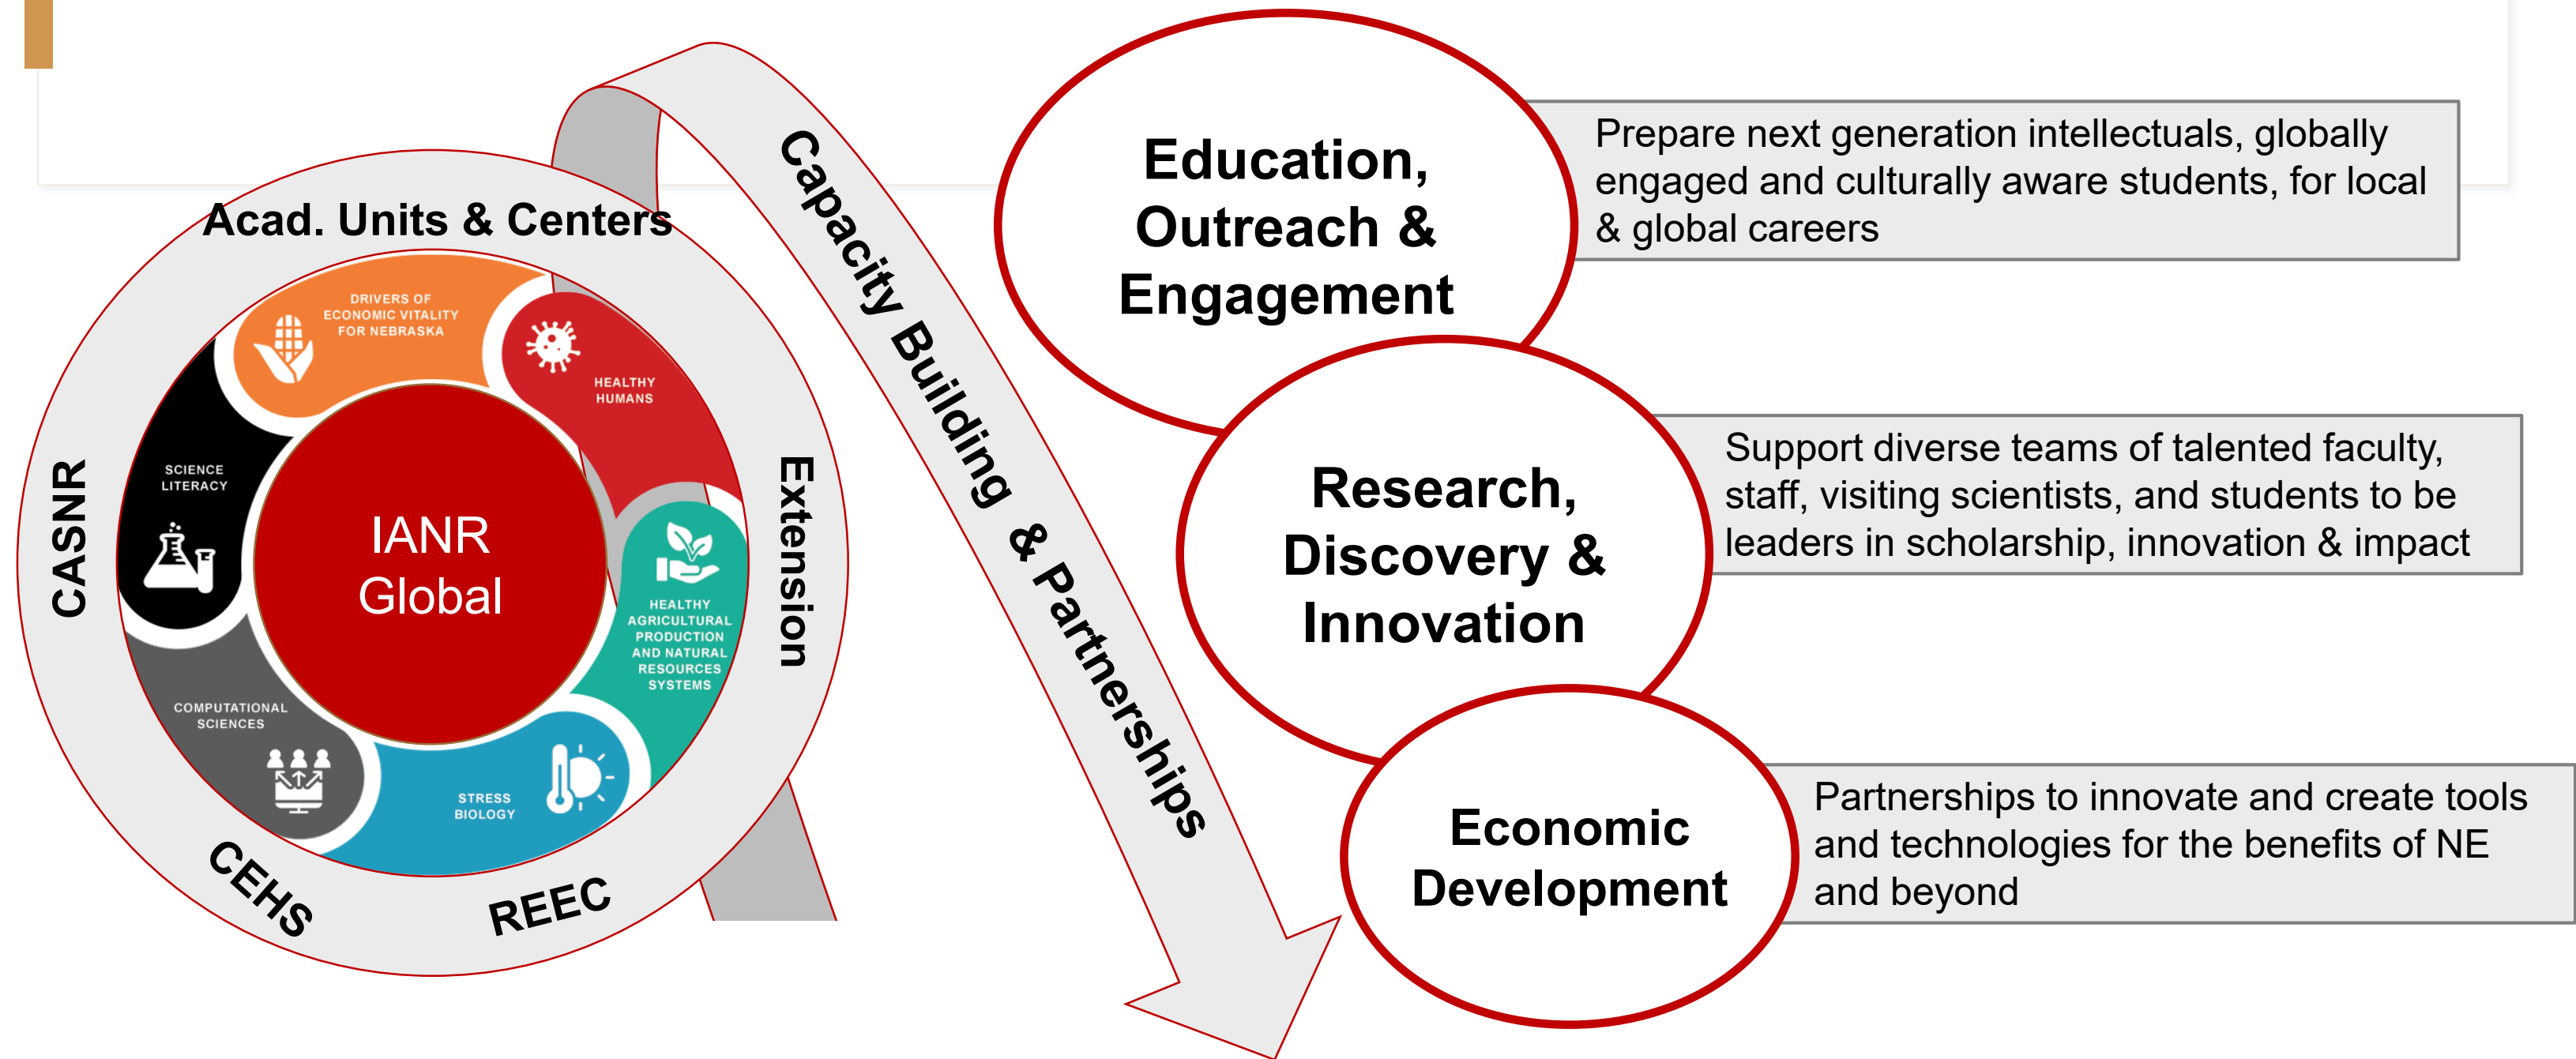 Acad. Units & Centers
DRIVERS OF
ECONOMIC VITALITY
FOR NEBRASKA
HEALTHY
HUMANS
SCIENCE
LITERACY
CASNR
IANR
Global
Extension
HEALTHY
AGRICULTURAL
PRODUCTION
AND NATURAL
RESOURCES
SYSTEMS
COMPUTATIONAL
SCIENCES
STRESS
BIOLOGY
CEHS
REEC
Capacity Building & Partnerships
Education,
Outreach &
Engagement
Prepare next generation intellectuals, globally
engaged and culturally aware students, for local
& global careers
Research,
Discovery &
Innovation
Support diverse teams of talented faculty,
staff, visiting scientists, and students to be
leaders in scholarship, innovation & impact
Economic
Development
Partnerships to innovate and create tools
and technologies for the benefits of NE
and beyond